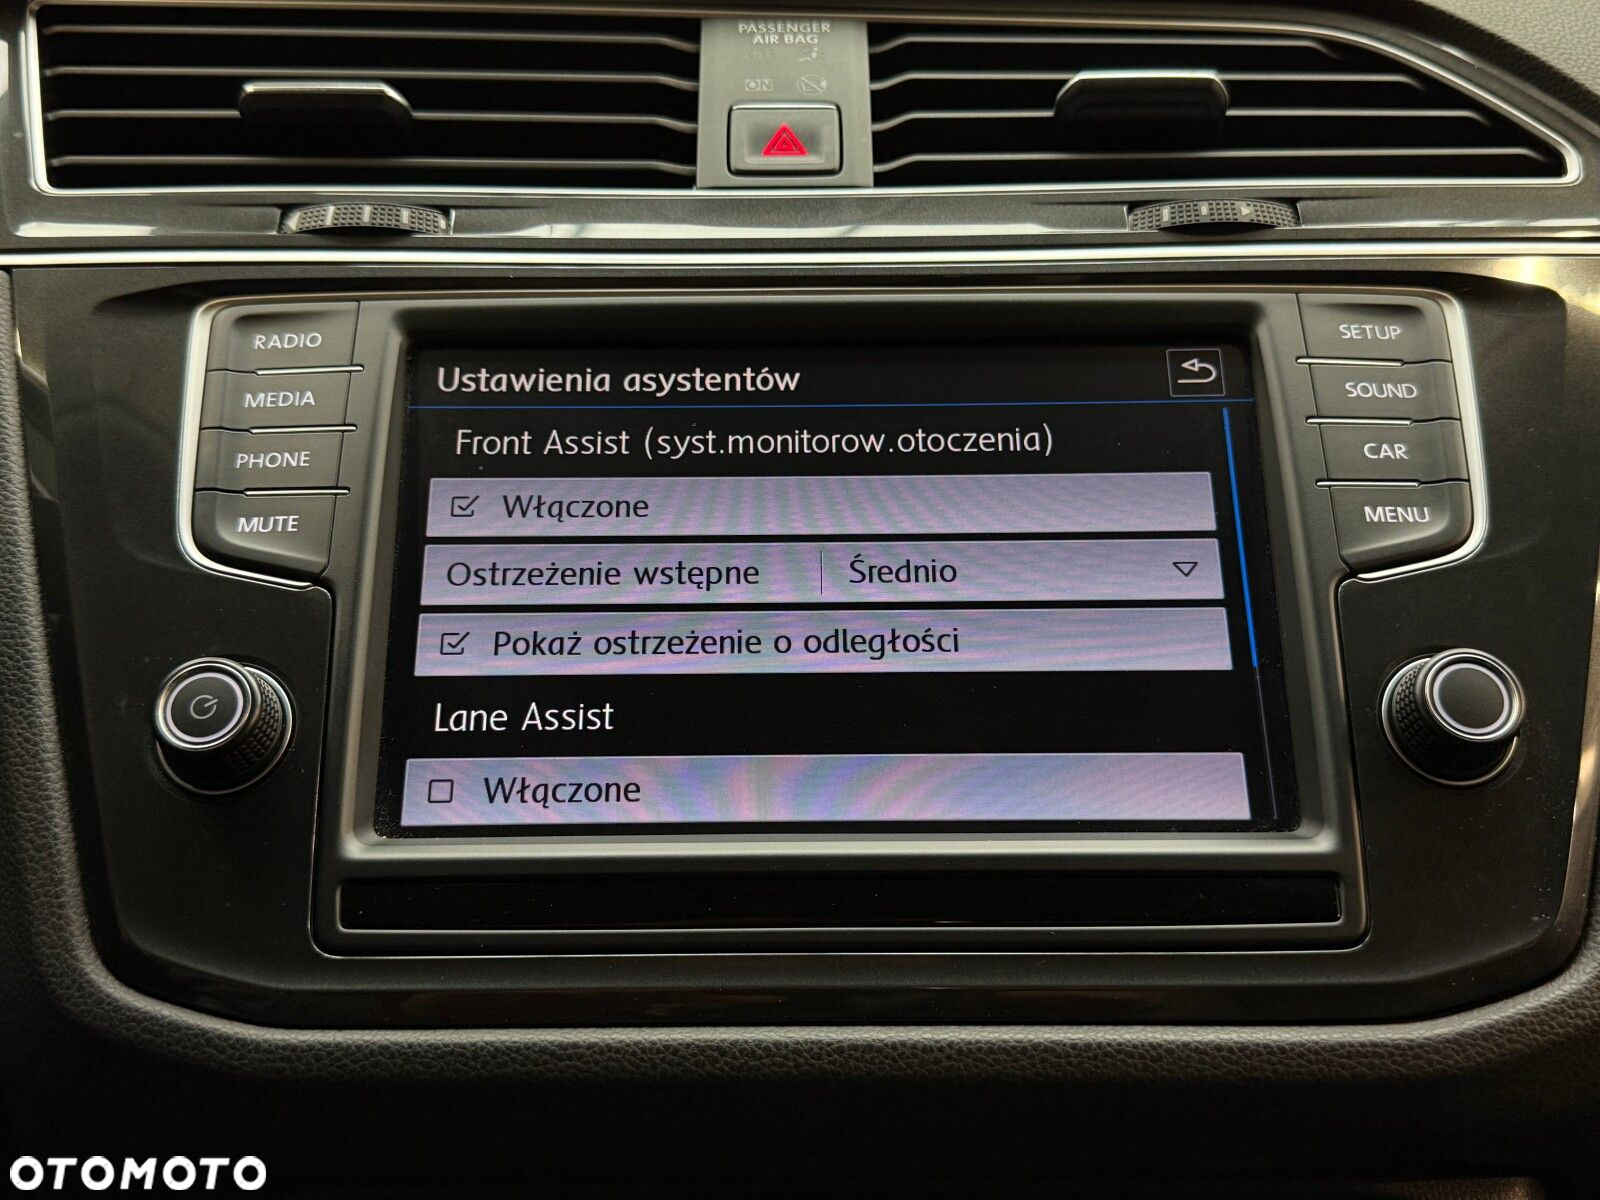 PASSENGER
AIR BAG
ON
RADIO
MEDIA
PHONE
MUTE
Ustawienia asystentów
Front Assist (syst.monitorow.otoczenia)
Włączone
Ostrzeżenie wstępne Średnio
Pokaż ostrzeżenie o odległości
Lane Assist
Włączone
SETUP
SOUND
CAR
MENU
OTOMOTO